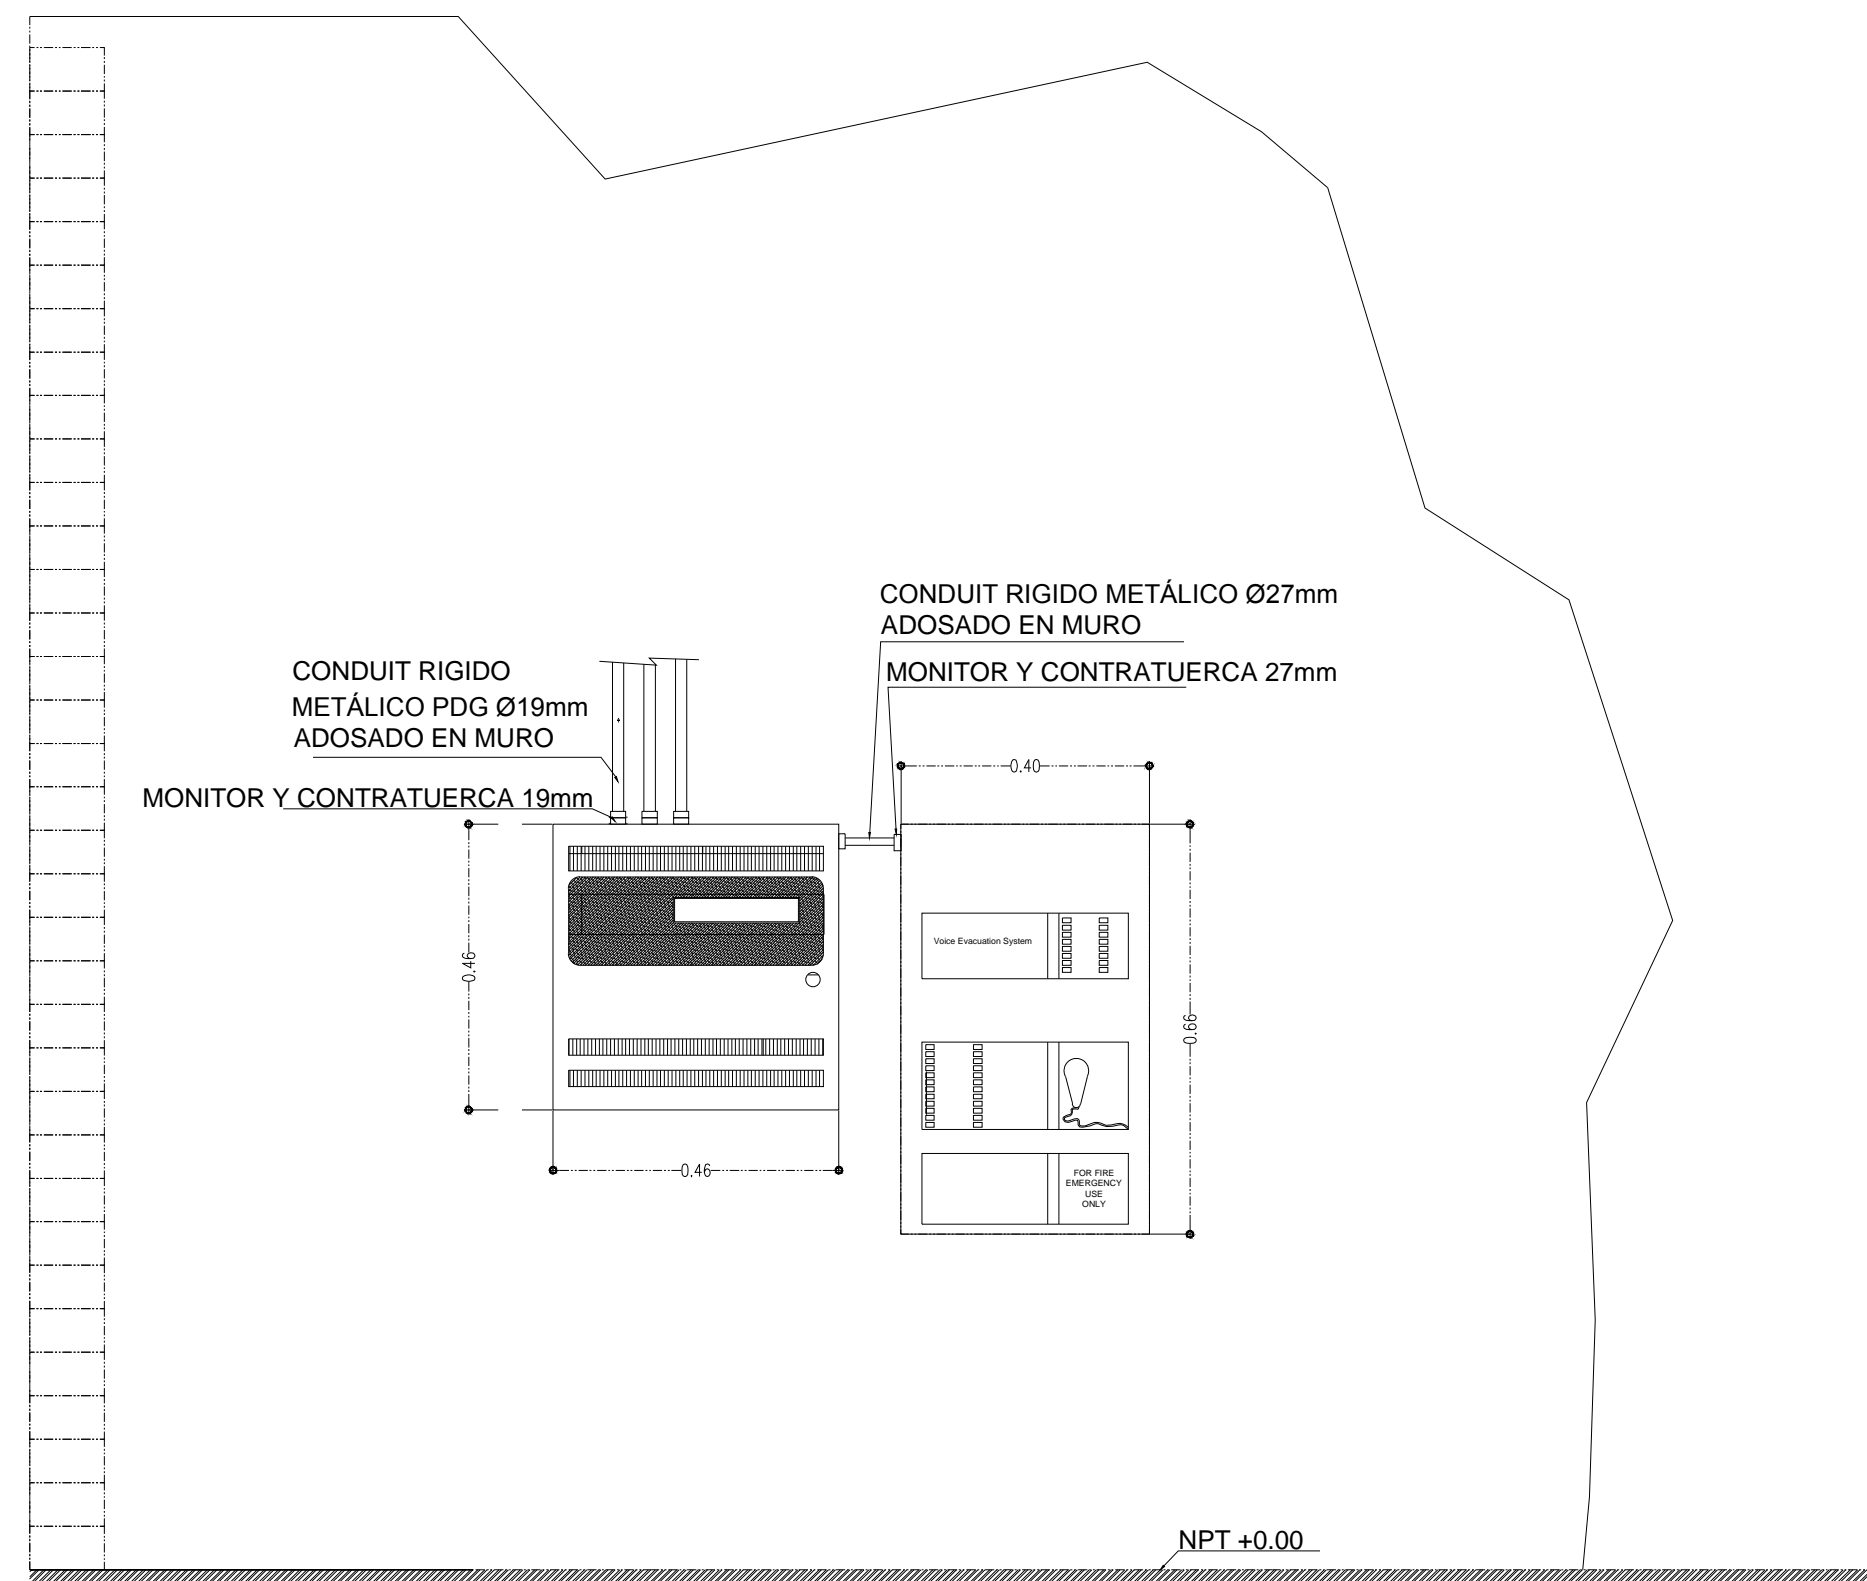 CONDUIT RIGIDO METÁLICO Ø27mm
ADOSADO EN MURO
MONITOR Y CONTRATUERCA 27mm
CONDUIT RIGIDO
METÁLICO PDG Ø19mm
ADOSADO EN MURO
MONITOR Y CONTRATUERCA 19mm
0.40
0.46
0.46
Voice Evacuation System
0.66
FOR FIRE
EMERGENCY
USE
ONLY
NPT +0.00